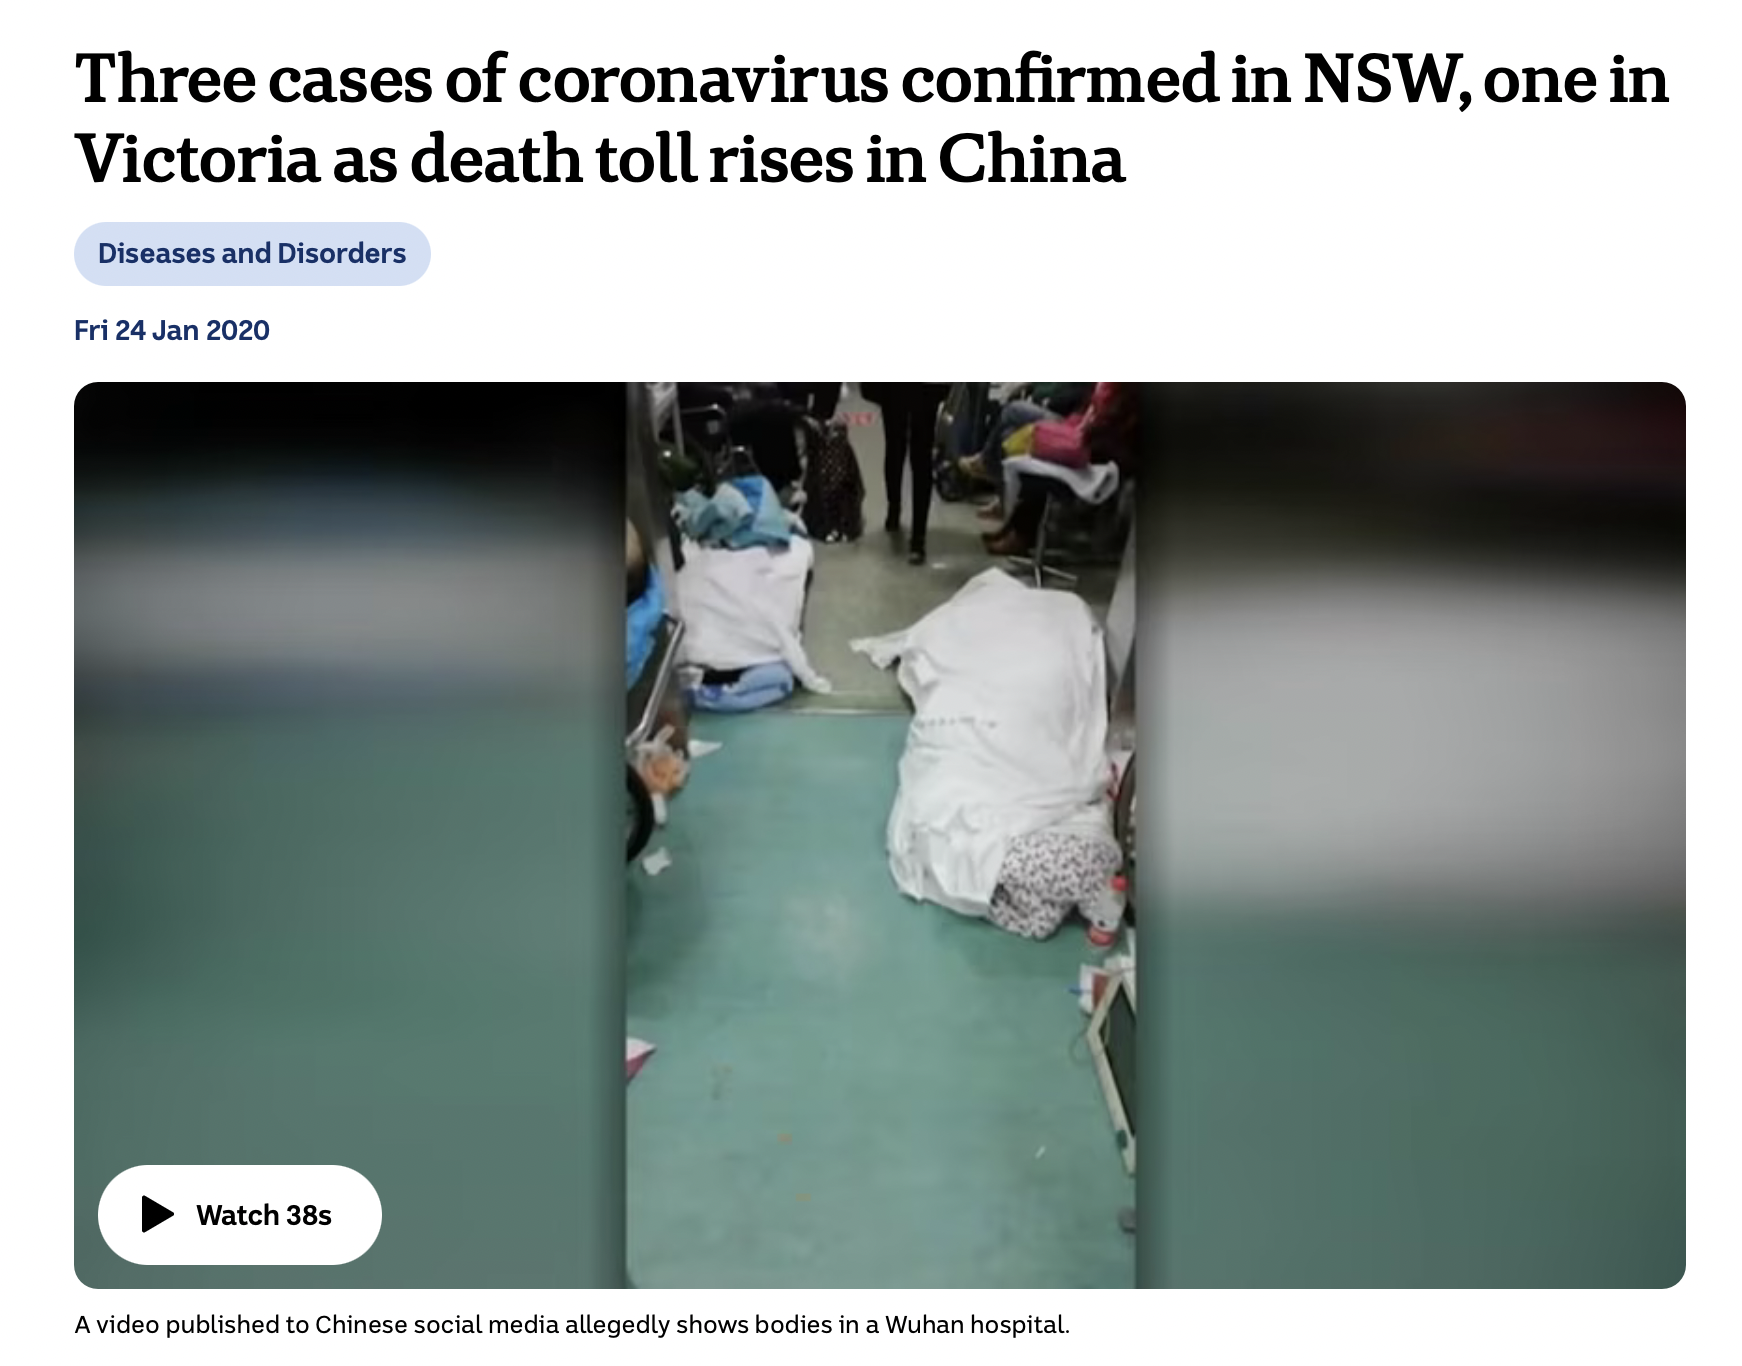 Three cases of coronavirus confirmed in NSW, one in
Victoria as death toll rises in China
Diseases and Disorders
Fri 24 Jan 2020
Watch 38s
A video published to Chinese social media allegedly shows bodies in a Wuhan hospital.